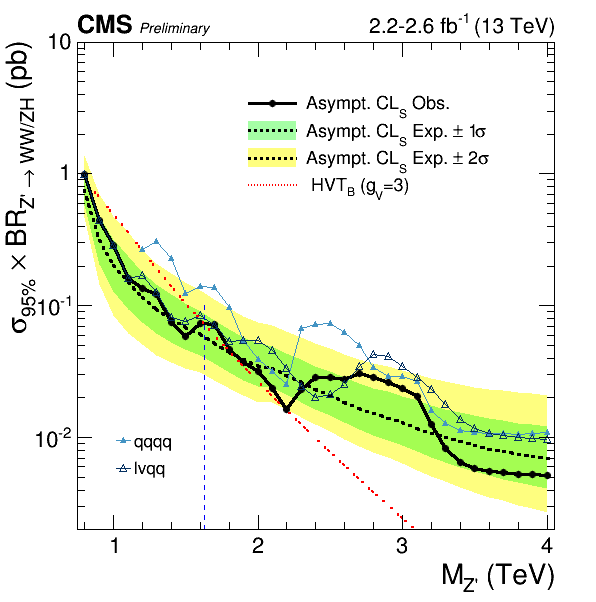 CMS Preliminary 2.2-2.6 fb⁻¹ (13 TeV)
σ95% × BRZ' → WW/ZH (pb)
10
Asympt. CLS Obs.
Asympt. CLS Exp. ± 1σ
Asympt. CLS Exp. ± 2σ
HVTB (gV=3)
1
9910⁻¹
10⁻²
qqqq
lvqq
1 2 3 4
MZ' (TeV)